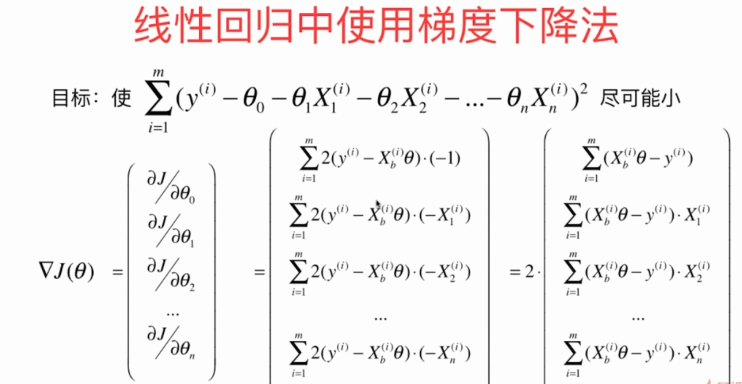 线性回归中使用梯度下降法
目标：使 $\sum_{i=1}^{m}(y^{(i)}-\theta_0-\theta_1X_1^{(i)}-\theta_2X_2^{(i)}-...-\theta_nX_n^{(i)})^2$ 尽可能小
$\nabla J(\theta) = \begin{pmatrix} \partial J/\partial\theta_0 \\ \partial J/\partial\theta_1 \\ \partial J/\partial\theta_2 \\ ... \\ \partial J/\partial\theta_n \end{pmatrix} = \begin{pmatrix} \sum_{i=1}^{m}2(y^{(i)}-X_b^{(i)}\theta)\cdot(-1) \\ \sum_{i=1}^{m}2(y^{(i)}-X_b^{(i)}\theta)\cdot(-X_1^{(i)}) \\ \sum_{i=1}^{m}2(y^{(i)}-X_b^{(i)}\theta)\cdot(-X_2^{(i)}) \\ ... \\ \sum_{i=1}^{m}2(y^{(i)}-X_b^{(i)}\theta)\cdot(-X_n^{(i)}) \end{pmatrix} = 2\cdot\begin{pmatrix} \sum_{i=1}^{m}(X_b^{(i)}\theta-y^{(i)}) \\ \sum_{i=1}^{m}(X_b^{(i)}\theta-y^{(i)})\cdot X_1^{(i)} \\ \sum_{i=1}^{m}(X_b^{(i)}\theta-y^{(i)})\cdot X_2^{(i)} \\ ... \\ \sum_{i=1}^{m}(X_b^{(i)}\theta-y^{(i)})\cdot X_n^{(i)} \end{pmatrix}$